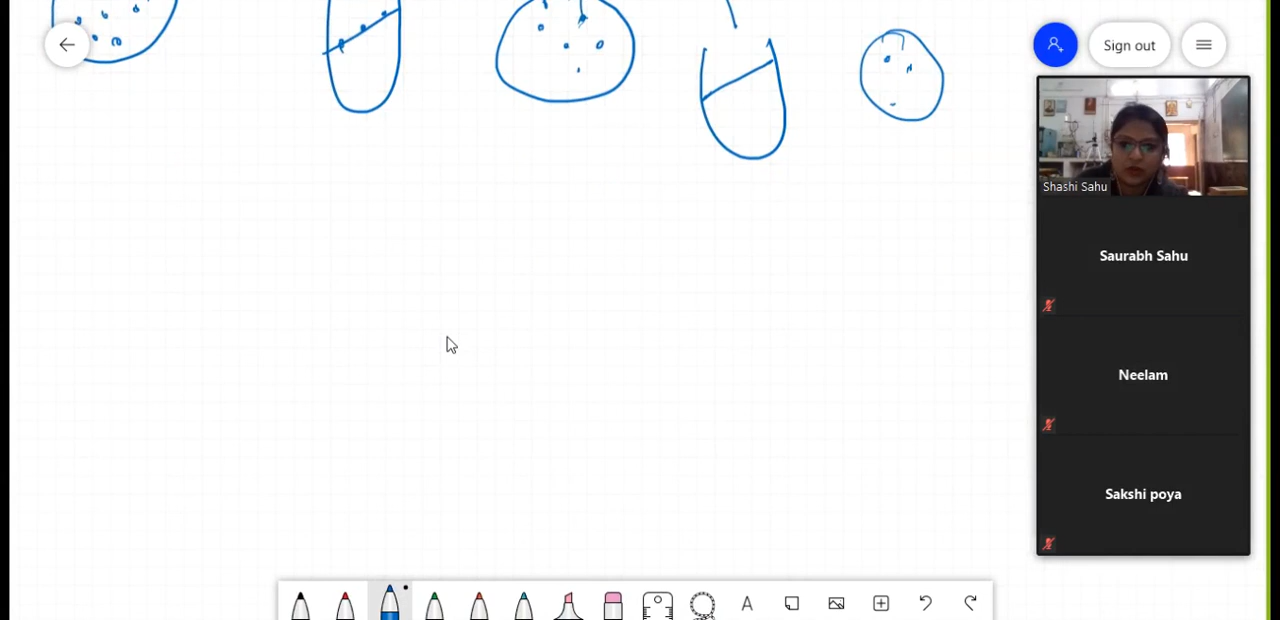 Sign out
Shashi Sahu
Saurabh Sahu
Neelam
Sakshi poya
A